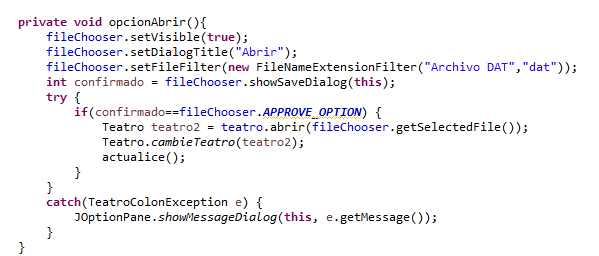 private void opcionAbrir(){
    fileChooser.setVisible(true);
    fileChooser.setDialogTitle("Abrir");
    fileChooser.setFileFilter(new FileNameExtensionFilter("Archivo DAT","dat"));
    int confirmado = fileChooser.showSaveDialog(this);
    try {
        if(confirmado==fileChooser.APPROVE_OPTION) {
            Teatro teatro2 = teatro.abrir(fileChooser.getSelectedFile());
            Teatro.cambieTeatro(teatro2);
            actualice();
        }
    }
    catch(TeatroColonException e) {
        JOptionPane.showMessageDialog(this, e.getMessage());
    }
}